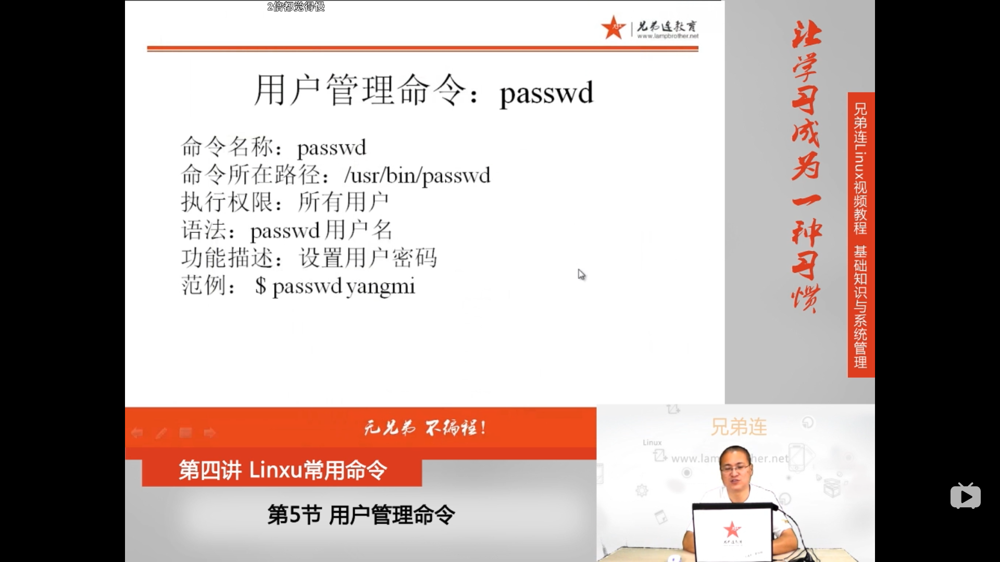 2倍都觉得慢
兄弟连教育
www.lampbrother.net
用户管理命令：passwd
命令名称：passwd
命令所在路径：/usr/bin/passwd
执行权限：所有用户
语法：passwd 用户名
功能描述：设置用户密码
范例： $ passwd yangmi
让学习成为一种习惯
兄弟连Linux视频教程 基础知识与系统管理
无兄弟 不编程！
第四讲 Linxu常用命令
第5节 用户管理命令
兄弟连
Linux
www.lam her.net